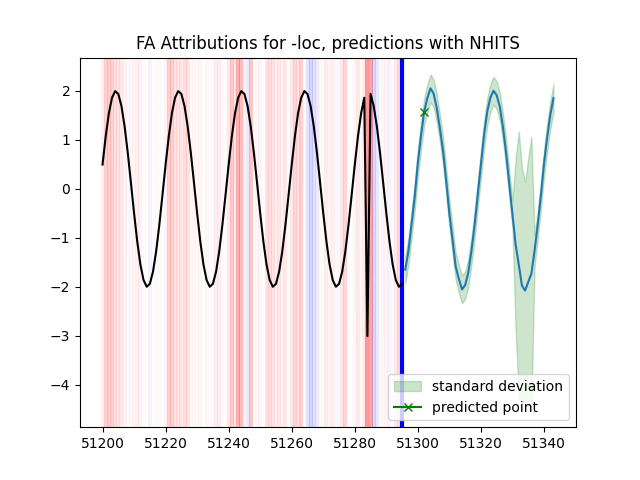 FA Attributions for -loc, predictions with NHITS
2
1
0
−1
−2
−3
−4
standard deviation
predicted point
51200 51220 51240 51260 51280 51300 51320 51340